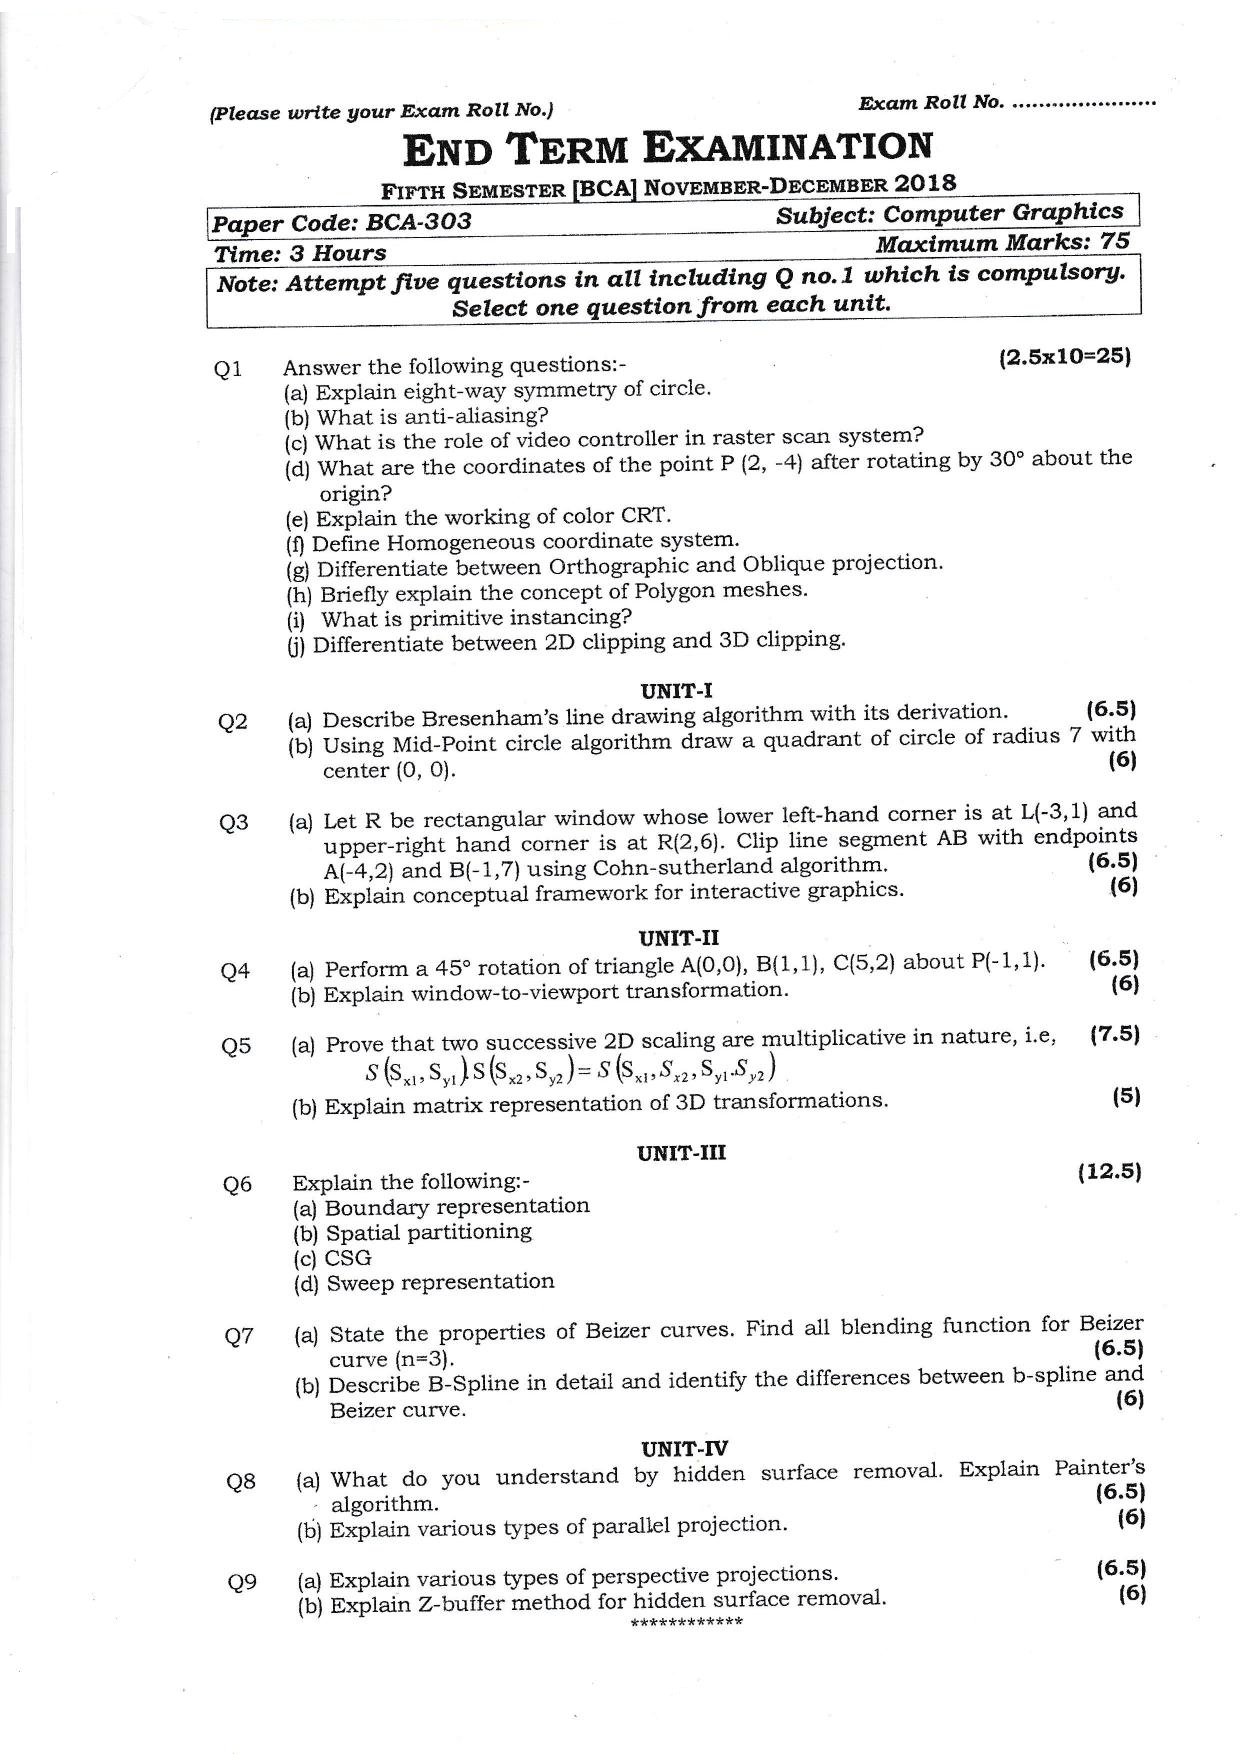 (Please write your Exam Roll No.) Exam Roll No. ......................
END TERM EXAMINATION
FIFTH SEMESTER [BCA] NOVEMBER-DECEMBER 2018
Paper Code: BCA-303 Subject: Computer Graphics
Time: 3 Hours Maximum Marks: 75
Note: Attempt five questions in all including Q no.1 which is compulsory.
Select one question from each unit.
Q1 Answer the following questions:- (2.5x10=25)
(a) Explain eight-way symmetry of circle.
(b) What is anti-aliasing?
(c) What is the role of video controller in raster scan system?
(d) What are the coordinates of the point P (2, -4) after rotating by 30° about the
origin?
(e) Explain the working of color CRT.
(f) Define Homogeneous coordinate system.
(g) Differentiate between Orthographic and Oblique projection.
(h) Briefly explain the concept of Polygon meshes.
(i) What is primitive instancing?
(j) Differentiate between 2D clipping and 3D clipping.
UNIT-I
Q2 (a) Describe Bresenham's line drawing algorithm with its derivation. (6.5)
(b) Using Mid-Point circle algorithm draw a quadrant of circle of radius 7 with
center (0, 0). (6)
Q3 (a) Let R be rectangular window whose lower left-hand corner is at L(-3,1) and
upper-right hand corner is at R(2,6). Clip line segment AB with endpoints
A(-4,2) and B(-1,7) using Cohn-sutherland algorithm. (6.5)
(b) Explain conceptual framework for interactive graphics. (6)
UNIT-II
Q4 (a) Perform a 45° rotation of triangle A(0,0), B(1,1), C(5,2) about P(-1,1). (6.5)
(b) Explain window-to-viewport transformation. (6)
Q5 (a) Prove that two successive 2D scaling are multiplicative in nature, i.e, (7.5)
S(Sx1, Sy1).S(Sx2, Sy2) = S(Sx1, Sx2, Sy1.Sy2)
(b) Explain matrix representation of 3D transformations. (5)
UNIT-III
Q6 Explain the following:- (12.5)
(a) Boundary representation
(b) Spatial partitioning
(c) CSG
(d) Sweep representation
Q7 (a) State the properties of Beizer curves. Find all blending function for Beizer
curve (n=3). (6.5)
(b) Describe B-Spline in detail and identify the differences between b-spline and
Beizer curve. (6)
UNIT-IV
Q8 (a) What do you understand by hidden surface removal. Explain Painter's
algorithm. (6.5)
(b) Explain various types of parallel projection. (6)
Q9 (a) Explain various types of perspective projections. (6.5)
(b) Explain Z-buffer method for hidden surface removal. (6)
************